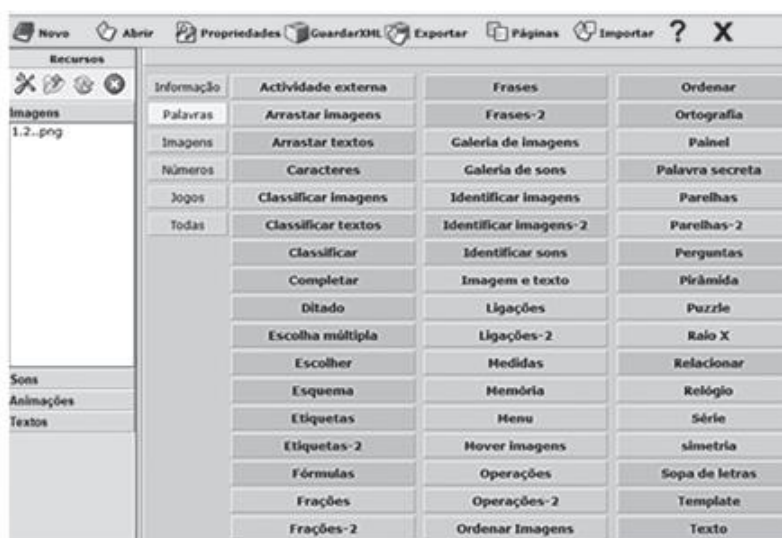 Novo Abrir Propriedades GuardarXML Exportar Páginas Importar ? X
Recursos
Imagens
1.2..png
Sons
Animações
Textos
Informação
Palavras
Imagens
Números
Jogos
Todas
Actividade externa Frases Ordenar
Arrastar imagens Frases-2 Ortografia
Arrastar textos Galeria de imagens Painel
Caracteres Galeria de sons Palavra secreta
Classificar imagens Identificar imagens Parelhas
Classificar textos Identificar imagens-2 Parelhas-2
Classificar Identificar sons Perguntas
Completar Imagem e texto Pirâmida
Ditado Ligações Puzzle
Escolha múltipla Ligações-2 Raio X
Escolher Medidas Relacionar
Esquema Memória Relógio
Etiquetas Menu Série
Etiquetas-2 Mover imagens simetria
Fórmulas Operações Sopa de letras
Frações Operações-2 Template
Frações-2 Ordenar Imagens Texto